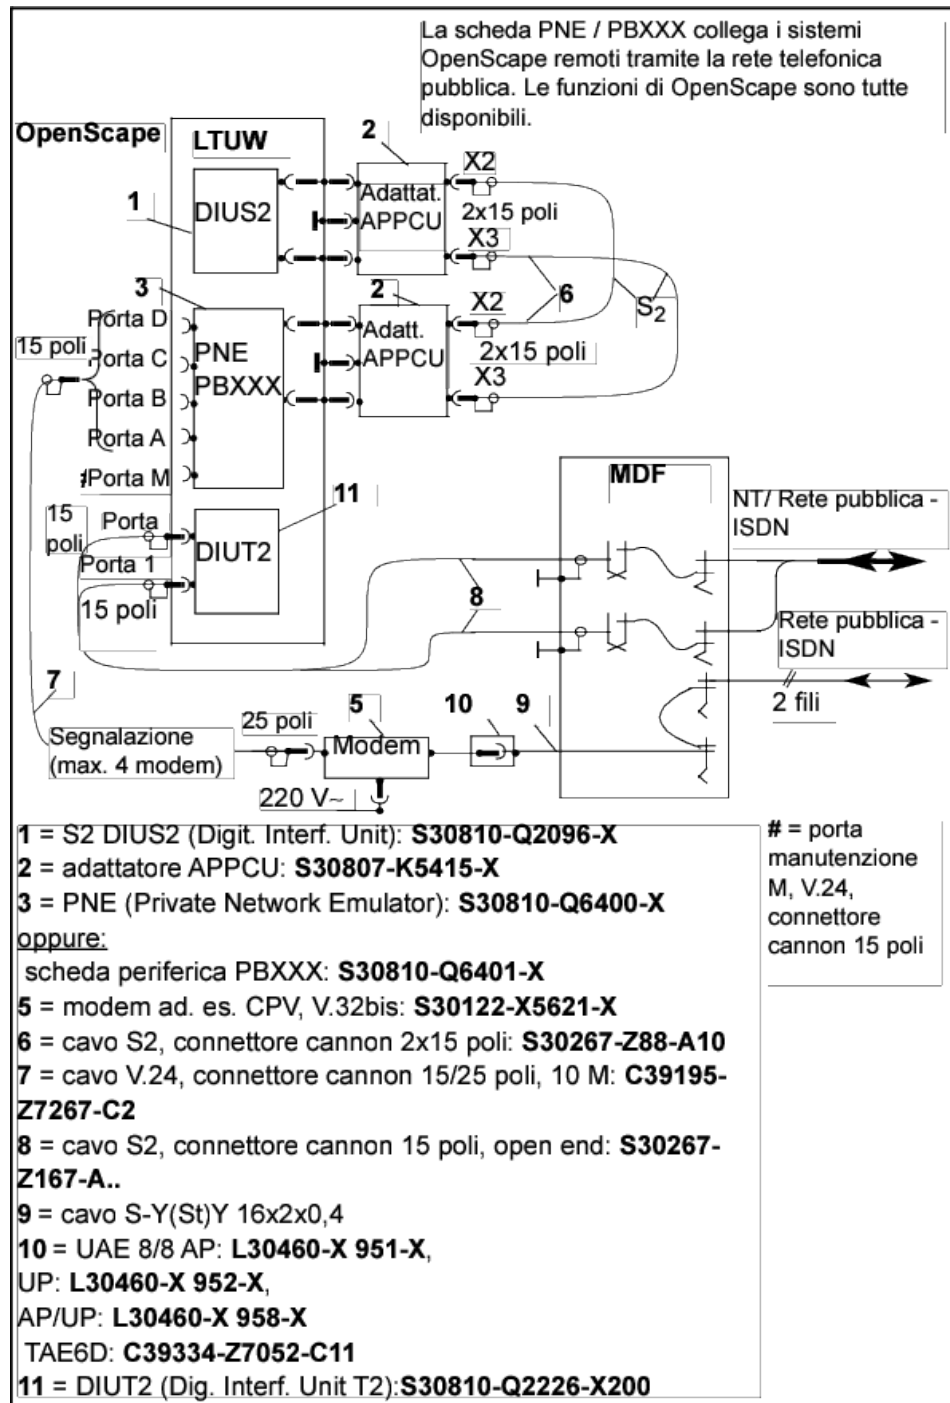 La scheda PNE / PBXXX collega i sistemi
OpenScape remoti tramite la rete telefonica
pubblica. Le funzioni di OpenScape sono tutte
disponibili.
OpenScape
LTUW
2
X2
1
DIUS2
Adattat.
APPCU
2x15 poli
X3
3
2
6
S2
Porta D
X2
15 poli
Porta C
PNE
PBXXX
Adatt.
APPCU
2x15 poli
X3
Porta B
Porta A
#Porta M
11
MDF
NT/ Rete pubblica -
ISDN
15
poli
Porta
DIUT2
Porta 1
15 poli
8
Rete pubblica -
ISDN
7
2 fili
25 poli
5
10
9
Segnalazione
(max. 4 modem)
Modem
220 V~
1 = S2 DIUS2 (Digit. Interf. Unit): S30810-Q2096-X
2 = adattatore APPCU: S30807-K5415-X
3 = PNE (Private Network Emulator): S30810-Q6400-X
oppure:
scheda periferica PBXXX: S30810-Q6401-X
5 = modem ad. es. CPV, V.32bis: S30122-X5621-X
6 = cavo S2, connettore cannon 2x15 poli: S30267-Z88-A10
7 = cavo V.24, connettore cannon 15/25 poli, 10 M: C39195-
Z7267-C2
8 = cavo S2, connettore cannon 15 poli, open end: S30267-
Z167-A..
9 = cavo S-Y(St)Y 16x2x0,4
10 = UAE 8/8 AP: L30460-X 951-X,
UP: L30460-X 952-X,
AP/UP: L30460-X 958-X
TAE6D: C39334-Z7052-C11
11 = DIUT2 (Dig. Interf. Unit T2):S30810-Q2226-X200
# = porta
manutenzione
M, V.24,
connettore
cannon 15 poli